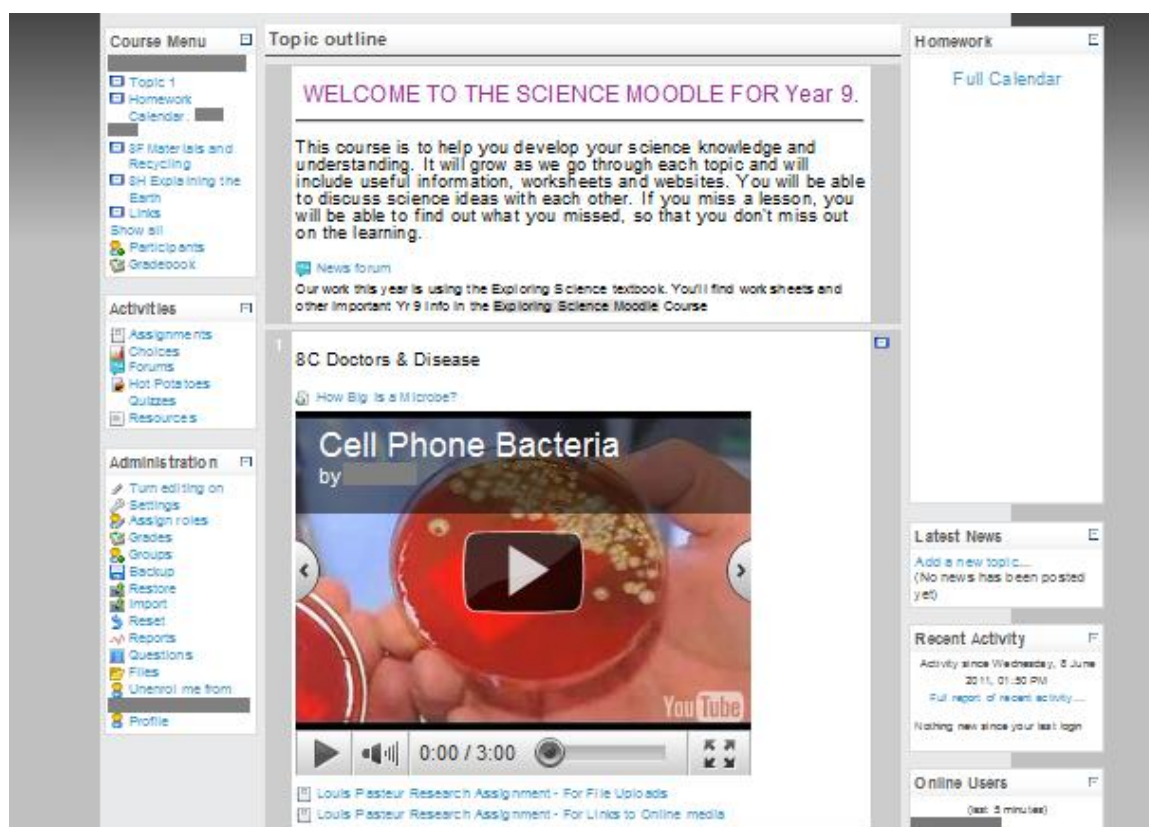 Course Menu
Topic 1
Homework
Calendar:
8F Materials and
Recycling
8H Explaining the
Earth
Links
Show all
Participants
Gradebook
Activities
Assignments
Choices
Forums
Hot Potatoes
Quizzes
Resources
Administration
Turn editing on
Settings
Assign roles
Grades
Groups
Backup
Restore
Import
Reset
Reports
Questions
Files
Unenrol me from
Profile
Topic outline
WELCOME TO THE SCIENCE MOODLE FOR Year 9.
This course is to help you develop your science knowledge and
understanding. It will grow as we go through each topic and will
include useful information, worksheets and websites. You will be able
to discuss science ideas with each other. If you miss a lesson, you
will be able to find out what you missed, so that you don't miss out
on the learning.
News forum
Our work this year is using the Exploring Science textbook. You'll find work sheets and
other important Yr 9 info in the Exploring Science Moodle Course
1
8C Doctors & Disease
How Big Is a Microbe?
Cell Phone Bacteria
by
YouTube
0:00 / 3:00
Louis Pasteur Research Assignment - For File Uploads
Louis Pasteur Research Assignment - For Links to Online media
Homework
Full Calendar
Latest News
Add a new topic...
(No news has been posted
yet)
Recent Activity
Activity since Wednesday, 8 June
2011, 01:50 PM
Full report of recent activity...
Nothing new since your last login
Online Users
(last 5 minutes)